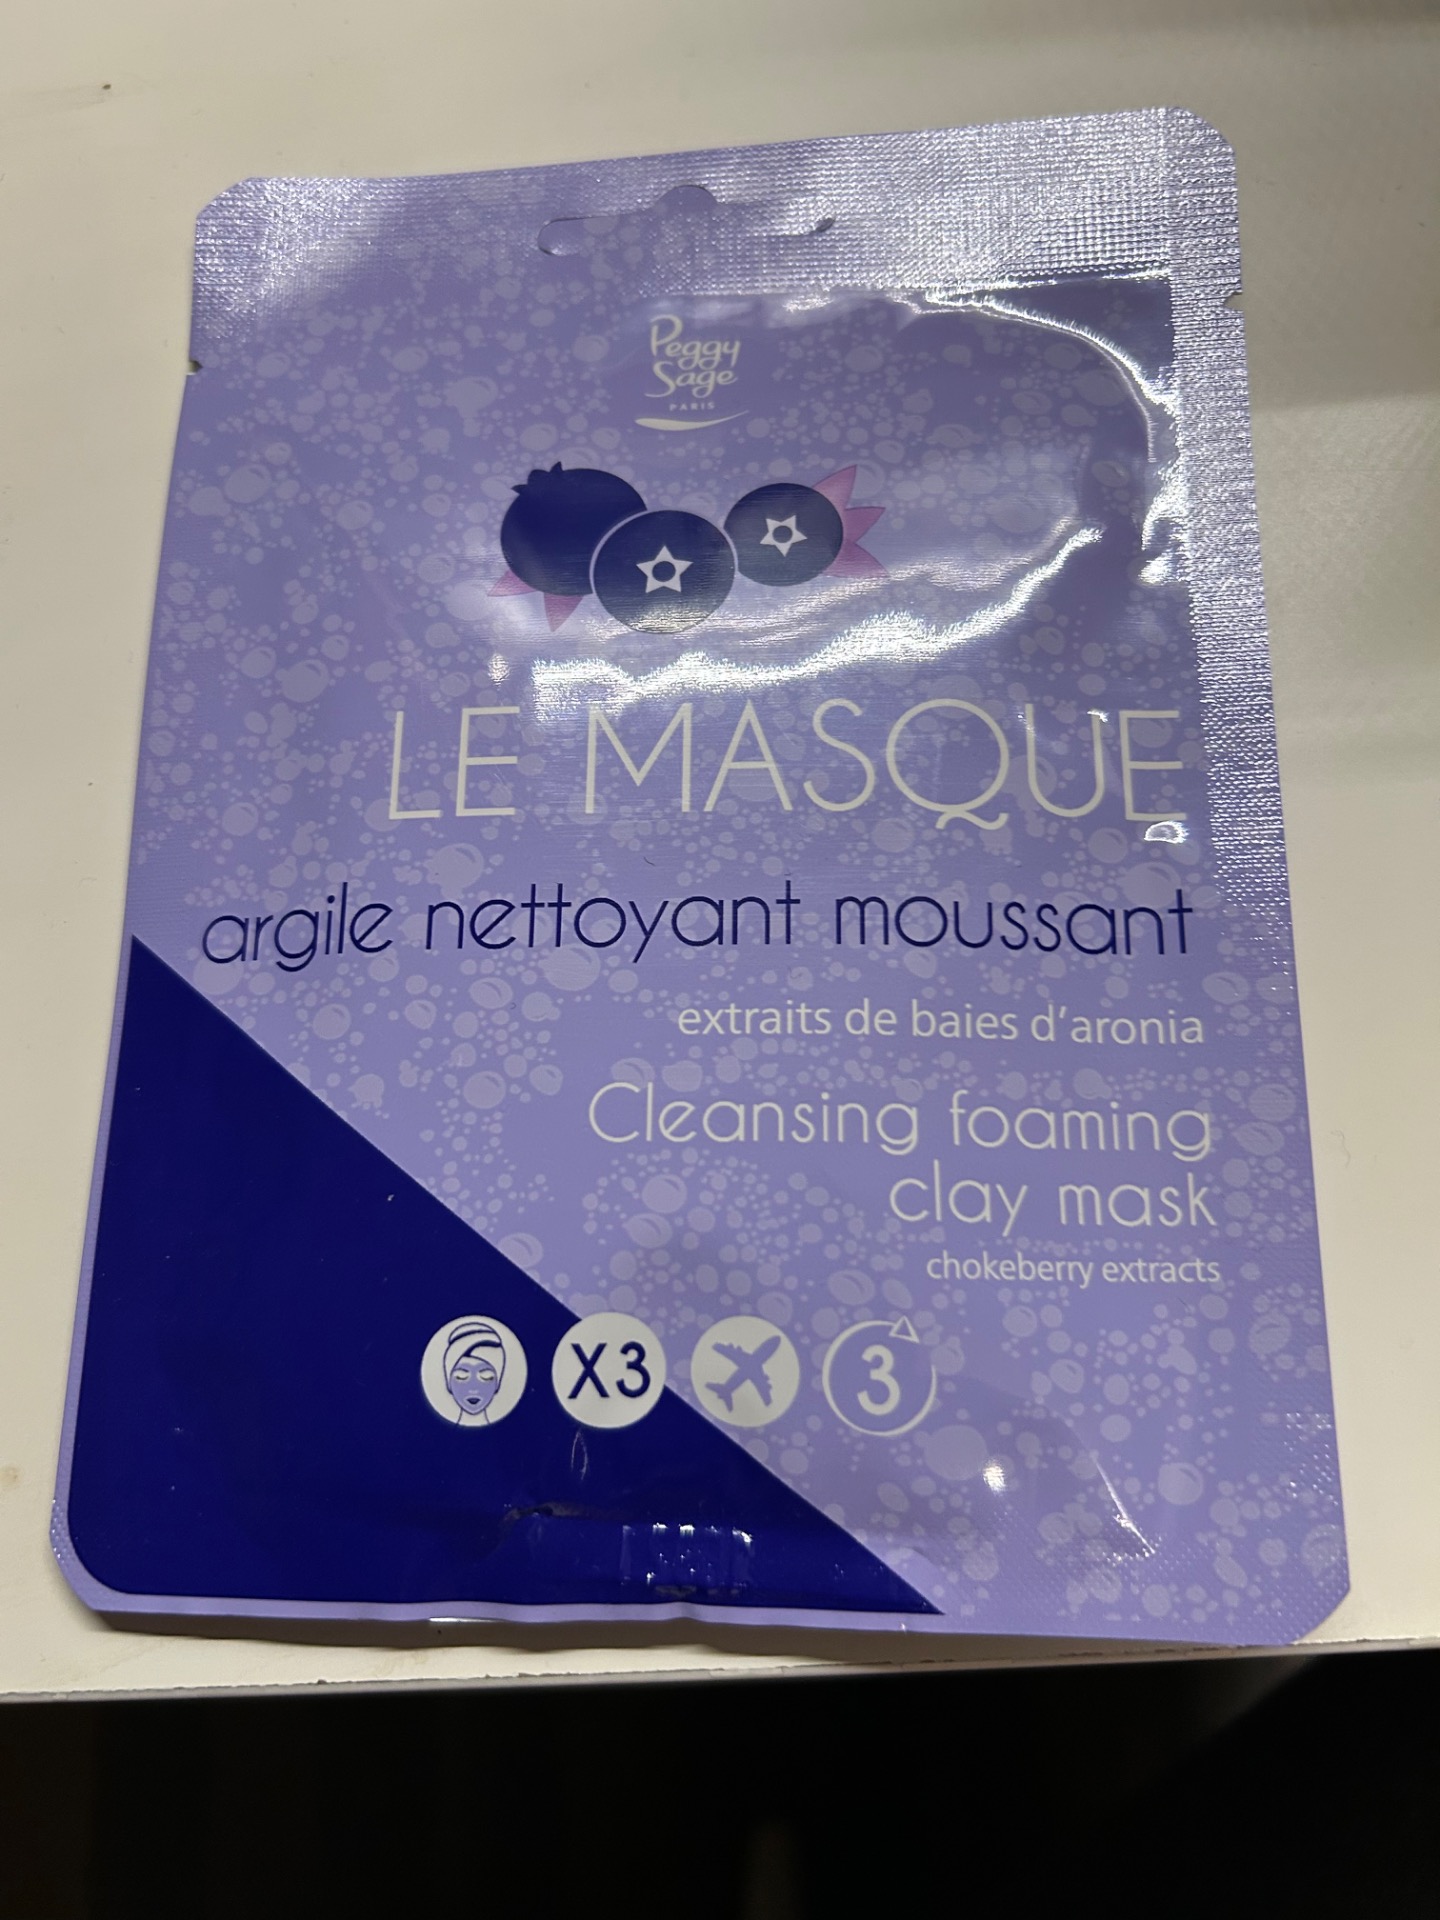 Peggy
Sage
PARIS
LE MASQUE
argile nettoyant moussant
extraits de baies d'aronia
Cleansing foaming
clay mask
chokeberry extracts
X3
3